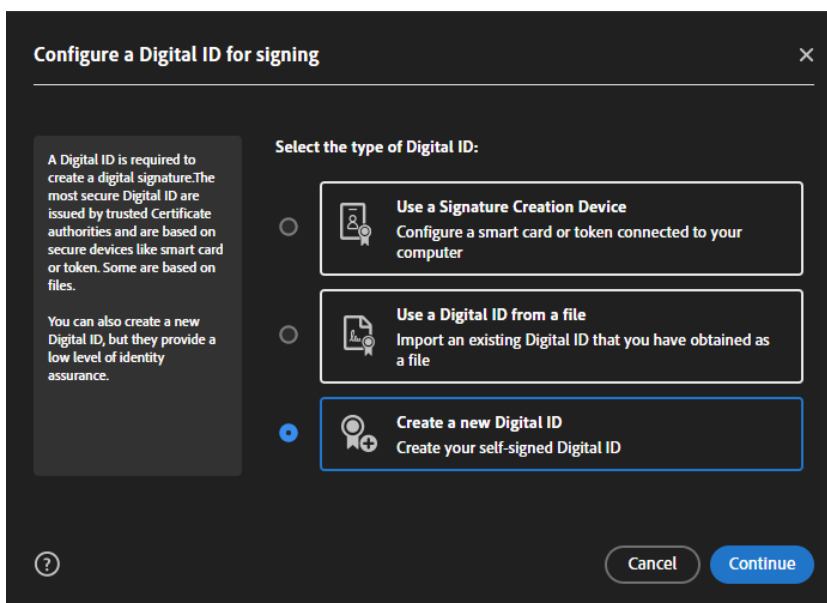 Configure a Digital ID for signing
A Digital ID is required to
create a digital signature.The
most secure Digital ID are
issued by trusted Certificate
authorities and are based on
secure devices like smart card
or token. Some are based on
files.
You can also create a new
Digital ID, but they provide a
low level of identity
assurance.
Select the type of Digital ID:
Use a Signature Creation Device
Configure a smart card or token connected to your
computer
Use a Digital ID from a file
Import an existing Digital ID that you have obtained as
a file
Create a new Digital ID
Create your self-signed Digital ID
?
Cancel
Continue